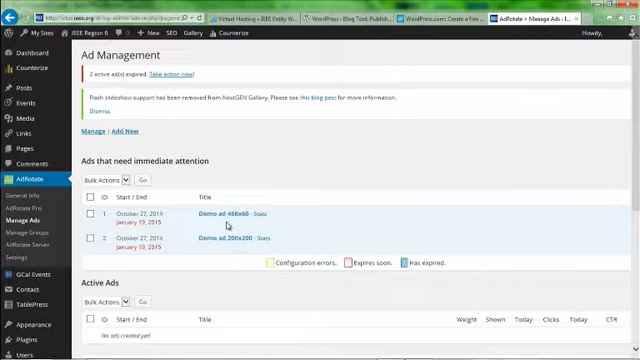 Virtual Hosting – IEEE Entity W...
WordPress › Blog Tool, Publish...
WordPress.com: Create a free ...
AdRotate > Manage Ads ‹ IEE...
IEEE Region 6
New
SEO
Gallery
Counterize
Howdy,
Dashboard
Counterize
Posts
Events
Media
Links
Pages
Comments
AdRotate
General Info
AdRotate Pro
Manage Ads
Manage Groups
AdRotate Server
Settings
GCal Events
Contact
TablePress
Appearance
Plugins
Users
Ad Management
2 active ad(s) expired. Take action now!
Flash slideshow support has been removed from NextGEN Gallery. Please see this blog post for more information.
Dismiss
Manage | Add New
Ads that need immediate attention
Bulk Actions Go
ID Start / End Title
1 October 27, 2014 Demo ad 468x60 - Stats
January 19, 2015
2 October 27, 2014 Demo ad 200x200 - Stats
January 19, 2015
Configuration errors. Expires soon. Has expired.
Active Ads
Bulk Actions Go
ID Start / End Title Weight Shown Today Clicks Today CTR
No ads created yet!